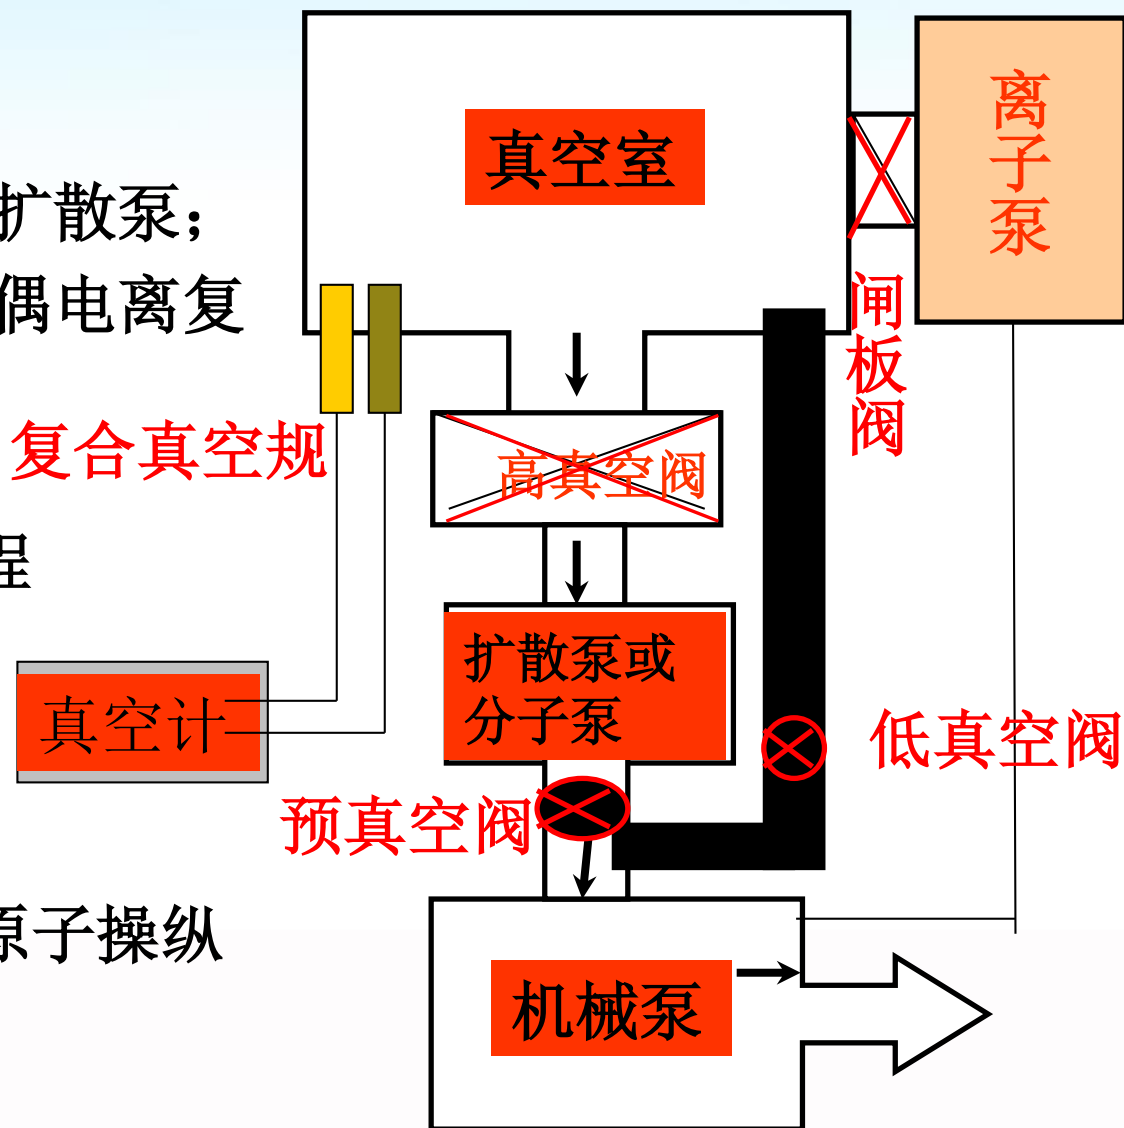 真空室
离子泵
扩散泵；
偶电离复
闸板阀
复合真空规
高真空阀
程
扩散泵或
分子泵
真空计
低真空阀
预真空阀
原子操纵
机械泵